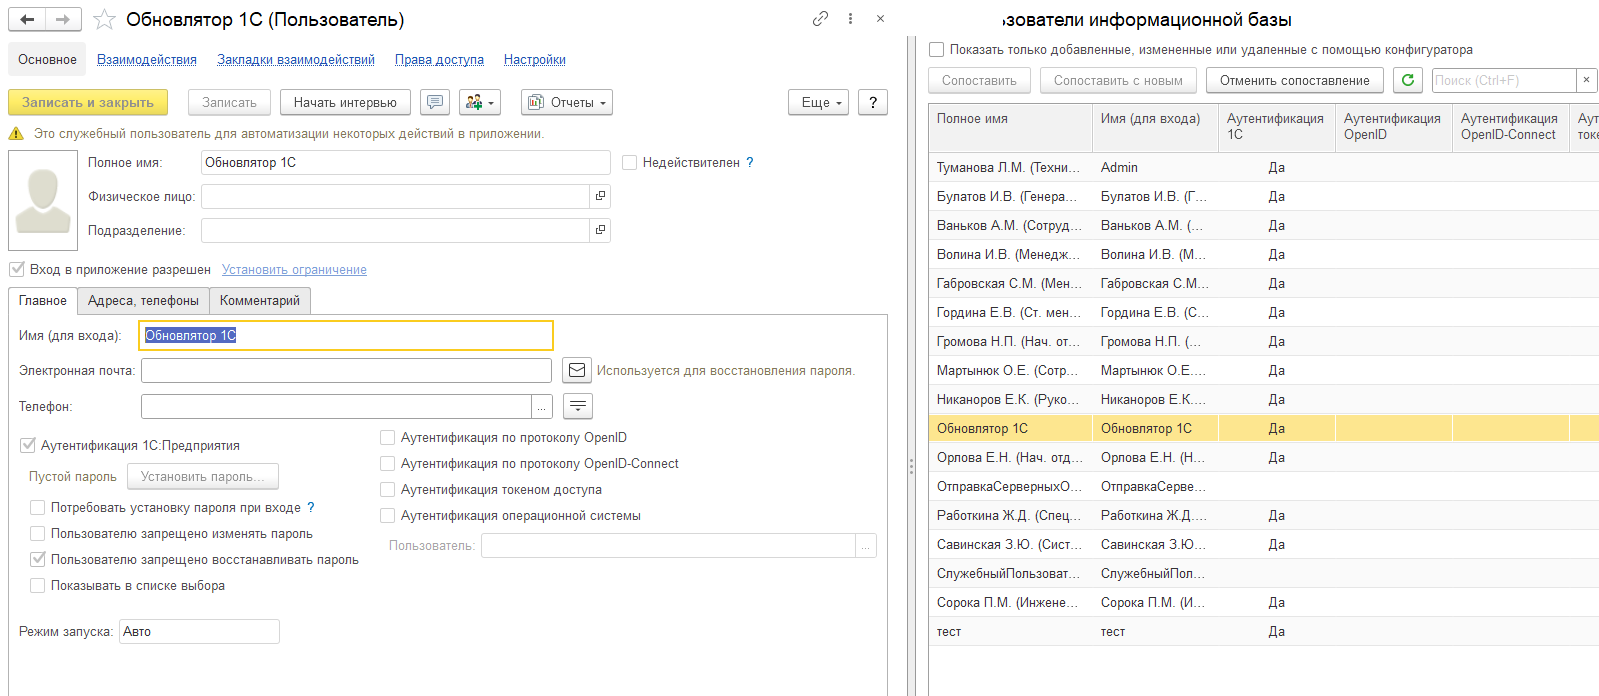 Обновлятор 1С (Пользователь)
Основное Взаимодействия Закладки взаимодействий Права доступа Настройки
Записать и закрыть Записать Начать интервью Отчеты Еще ?
Это служебный пользователь для автоматизации некоторых действий в приложении.
Полное имя: Обновлятор 1С Недействителен ?
Физическое лицо:
Подразделение:
Вход в приложение разрешен Установить ограничение
Главное Адреса, телефоны Комментарий
Имя (для входа): Обновлятор 1С
Электронная почта: Используется для восстановления пароля.
Телефон: ...
Аутентификация 1С:Предприятия
Пустой пароль Установить пароль...
Потребовать установку пароля при входе ?
Пользователю запрещено изменять пароль
Пользователю запрещено восстанавливать пароль
Показывать в списке выбора
Аутентификация по протоколу OpenID
Аутентификация по протоколу OpenID-Connect
Аутентификация токеном доступа
Аутентификация операционной системы
Пользователь: ...
Режим запуска: Авто
зователи информационной базы
Показать только добавленные, измененные или удаленные с помощью конфигуратора
Сопоставить Сопоставить с новым Отменить сопоставление Поиск (Ctrl+F) ×
Полное имя Имя (для входа) Аутентификация 1С Аутентификация OpenID Аутентификация OpenID-Connect Аут токе
Туманова Л.М. (Техни... Admin Да
Булатов И.В. (Генера... Булатов И.В. (Г... Да
Ваньков А.М. (Сотруд... Ваньков А.М. (... Да
Волина И.В. (Менедж... Волина И.В. (М... Да
Габровская С.М. (Мен... Габровская С.М... Да
Гордина Е.В. (Ст. мен... Гордина Е.В. (С... Да
Громова Н.П. (Нач. от... Громова Н.П. (... Да
Мартынюк О.Е. (Сотр... Мартынюк О.Е.... Да
Никаноров Е.К. (Руко... Никаноров Е.К.... Да
Обновлятор 1С Обновлятор 1С Да
Орлова Е.Н. (Нач. отд... Орлова Е.Н. (Н... Да
ОтправкаСерверныхО... ОтправкаСерве...
Работкина Ж.Д. (Спец... Работкина Ж.Д.... Да
Савинская З.Ю. (Сист... Савинская З.Ю... Да
СлужебныйПользоват... СлужебныйПол...
Сорока П.М. (Инжене... Сорока П.М. (И... Да
тест тест Да